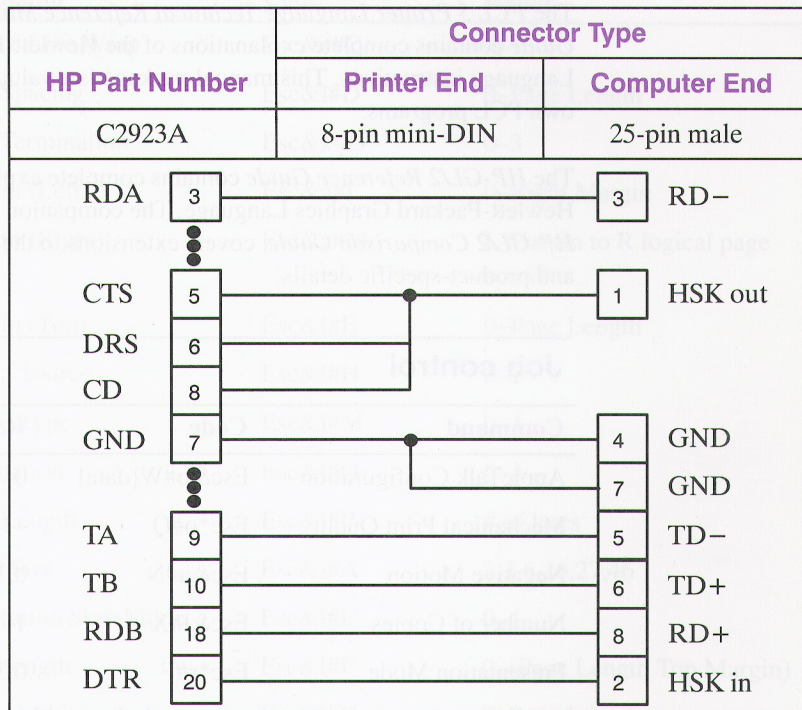 Connector Type
HP Part Number Printer End Computer End
C2923A 8-pin mini-DIN 25-pin male
RDA 3 3 RD−
CTS 5 1 HSK out
DRS 6
CD 8
GND 7 4 GND
7 GND
TA 9 5 TD−
TB 10 6 TD+
RDB 18 8 RD+
DTR 20 2 HSK in